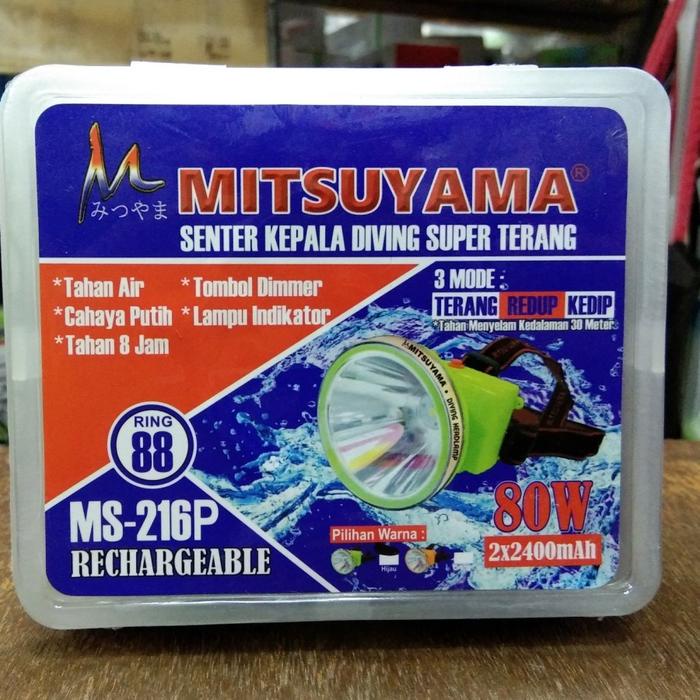 みつやま
MITSUYAMA®
SENTER KEPALA DIVING SUPER TERANG
*Tahan Air
*Cahaya Putih
*Tahan 8 Jam
*Tombol Dimmer
*Lampu Indikator
3 MODE :
TERANG REDUP KEDIP
*Tahan Menyelam Kedalaman 30 Meter
MITSUYAMA • DIVING HEADLAMP
RING
88
MS-216P
RECHARGEABLE
80W
2x2400mAh
Pilihan Warna :
Hijau